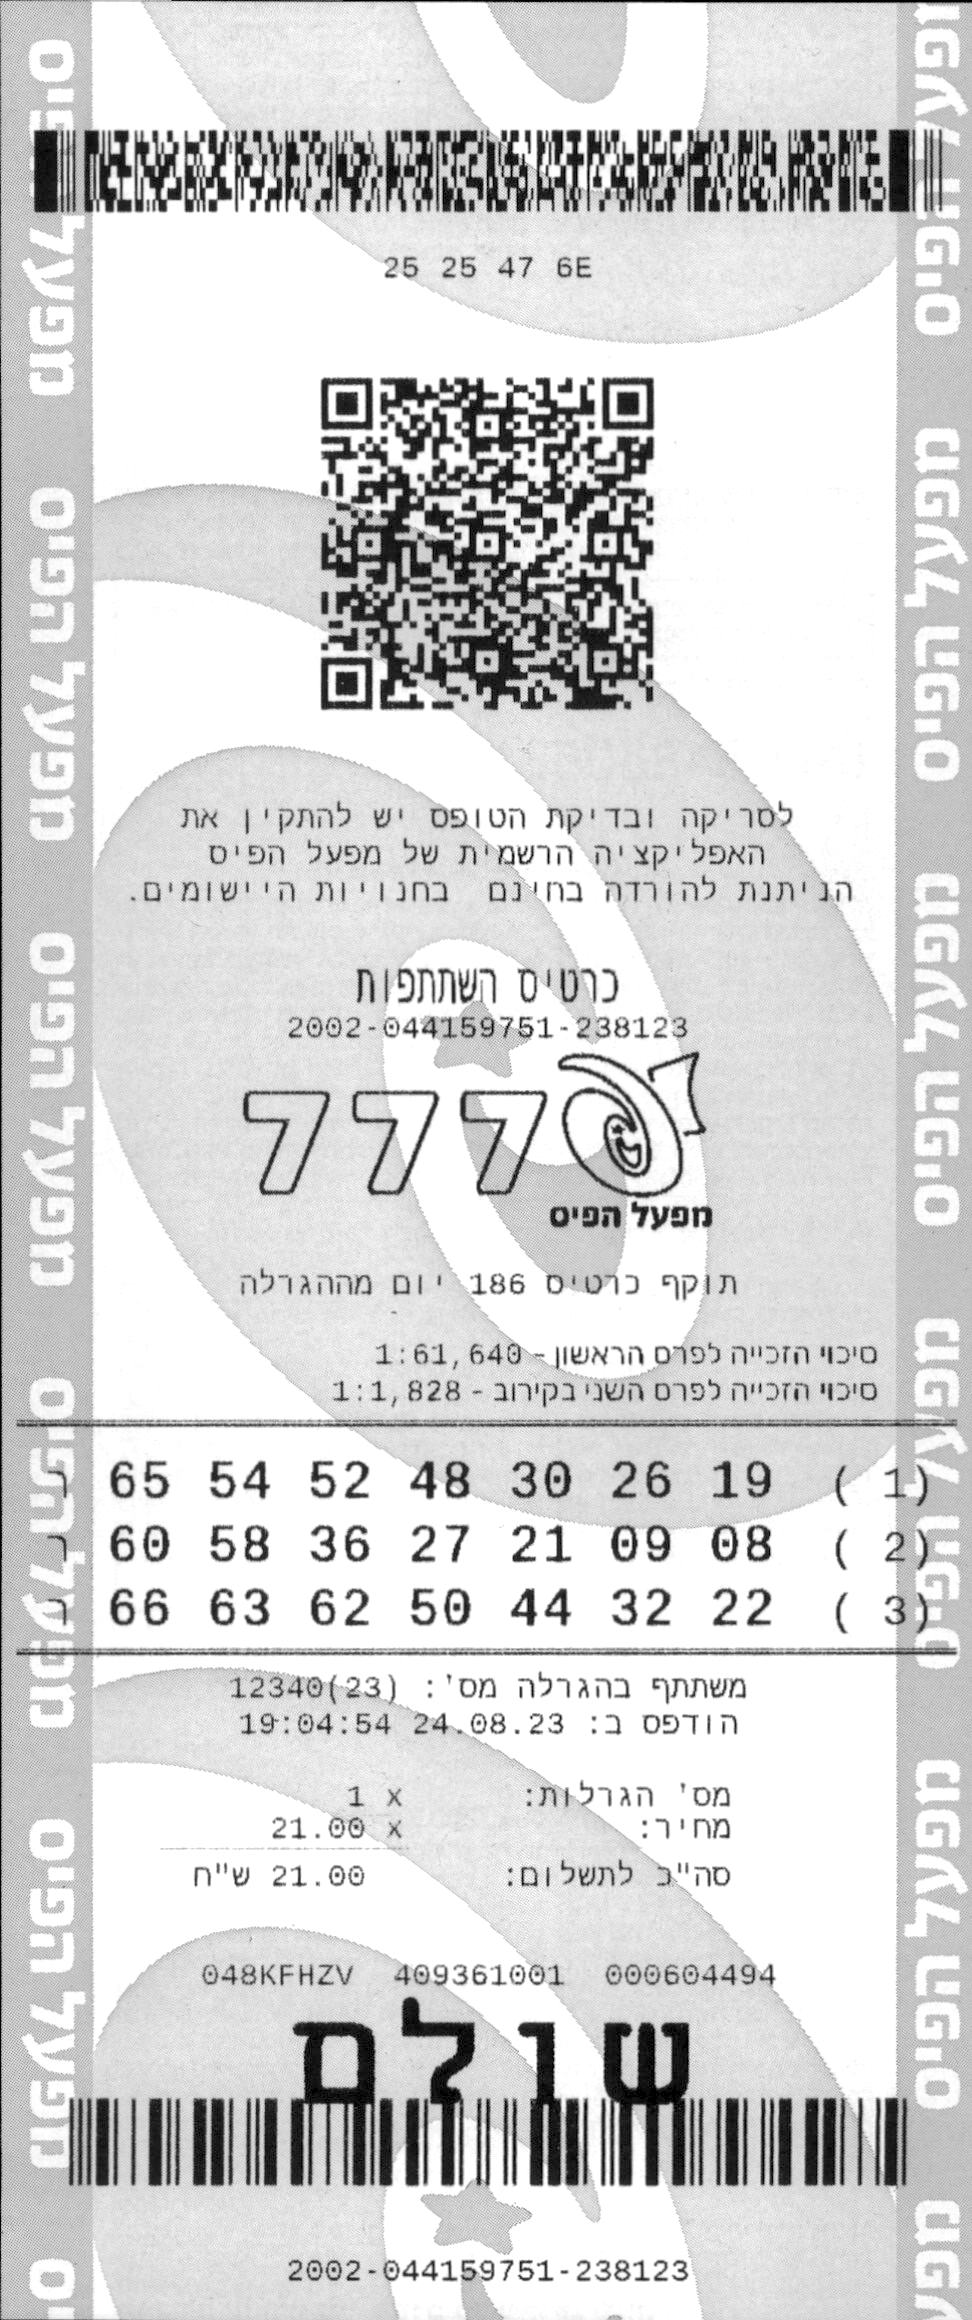 25 25 47 6E
לסריקה ובדיקת הטופס יש להתקין את
האפליקציה הרשמית של מפעל הפיס
הניתנת להורדה בחינם בחנויות היישומים.
כרטיס השתתפות
2002-044159751-238123
777
מפעל הפיס
תוקף כרטיס 186 יום מההגרלה
סיכוי הזכייה לפרס הראשון - 1:61,640
סיכוי הזכייה לפרס השני בקירוב - 1:1,828
( 1) 19 26 30 48 52 54 65 ר
( 2) 08 09 21 27 36 58 60 ר
( 3) 22 32 44 50 62 63 66 ר
משתתף בהגרלה מס': 12340(23)
הודפס ב: 24.08.23 19:04:54
מס' הגרלות: x 1
מחיר: x 21.00
סה"כ לתשלום: 21.00 ש"ח
048KFHZV 409361001 000604494
שולם
2002-044159751-238123
מפעל הפיס מפעל הפיס מפעל הפיס מפעל הפיס מפעל הפיס
מפעל הפיס מפעל הפיס מפעל הפיס מפעל הפיס מפעל הפיס